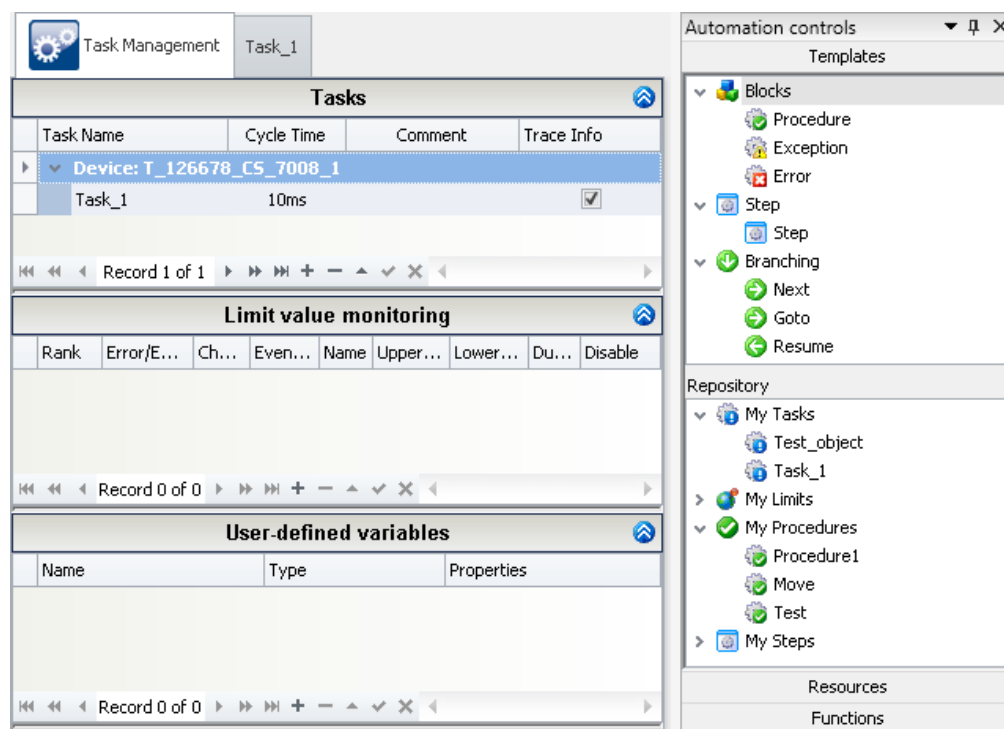 Task Management
Task_1
Tasks
Task Name Cycle Time Comment Trace Info
Device: T_126678_CS_7008_1
Task_1 10ms
Record 1 of 1
Limit value monitoring
Rank Error/E... Ch... Even... Name Upper... Lower... Du... Disable
Record 0 of 0
User-defined variables
Name Type Properties
Record 0 of 0
Automation controls
Templates
Blocks
Procedure
Exception
Error
Step
Step
Branching
Next
Goto
Resume
Repository
My Tasks
Test_object
Task_1
My Limits
My Procedures
Procedure1
Move
Test
My Steps
Resources
Functions